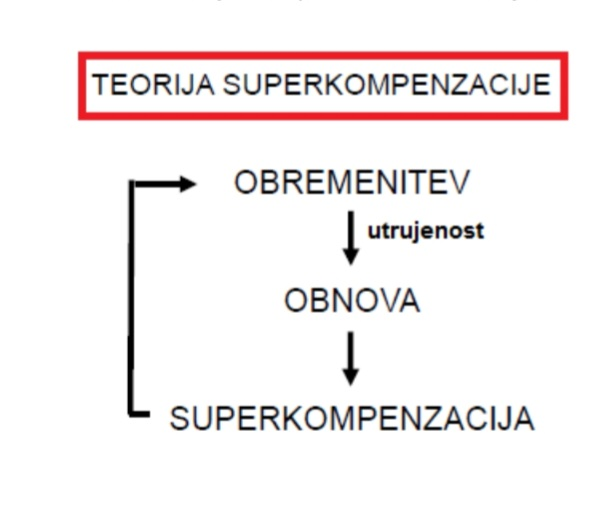 TEORIJA SUPERKOMPENZACIJE
OBREMENITEV
utrujenost
OBNOVA
SUPERKOMPENZACIJA